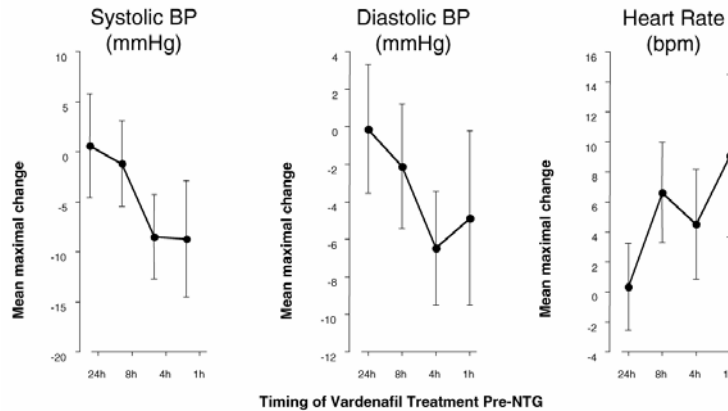 Systolic BP
(mmHg)
Diastolic BP
(mmHg)
Heart Rate
(bpm)
Mean maximal change
10
5
0
-5
-10
-15
-20
24h 8h 4h 1h
Mean maximal change
4
2
0
-2
-4
-6
-8
-10
-12
24h 8h 4h 1h
Mean maximal change
16
14
12
10
8
6
4
2
0
-2
-4
24h 8h 4h
Timing of Vardenafil Treatment Pre-NTG